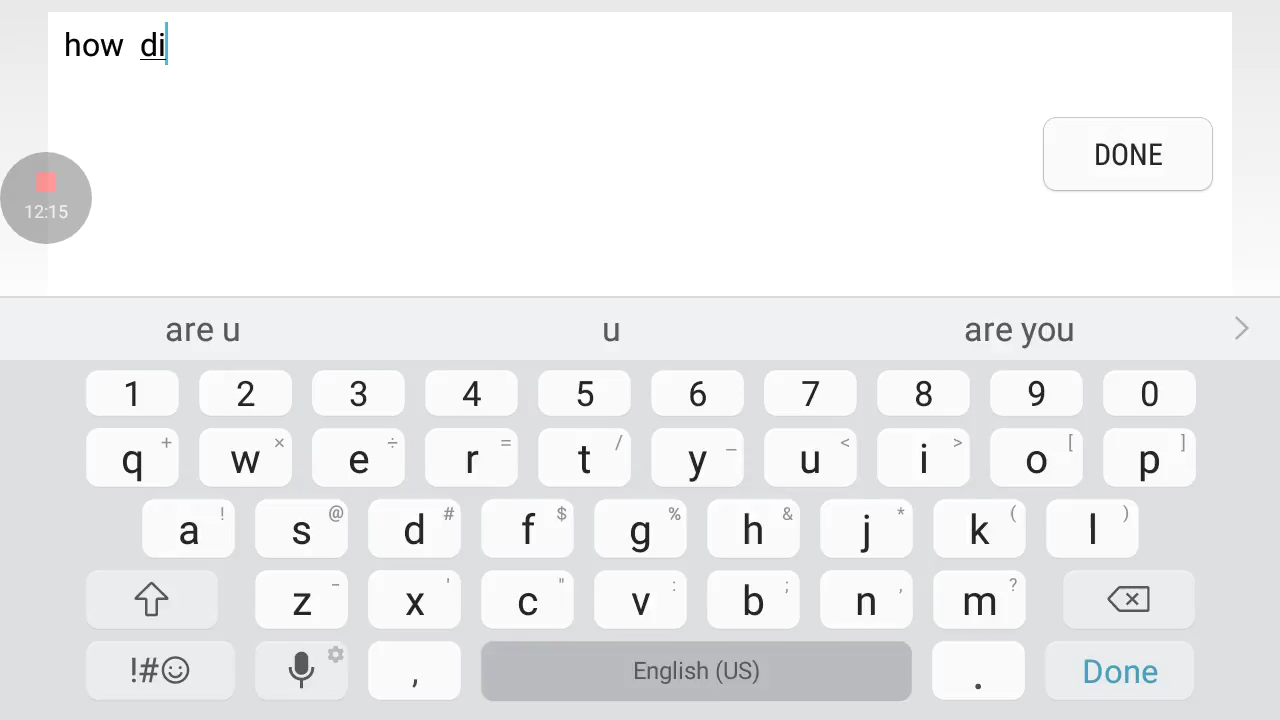 how  di
DONE
12:15
are u u are you
1 2 3 4 5 6 7 8 9 0
q + w × e ÷ r = t / y _ u < i > o [ p ]
a ! s @ d # f $ g % h & j * k ( l )
z - x ' c " v : b ; n , m ?
!#☺ , English (US) . Done